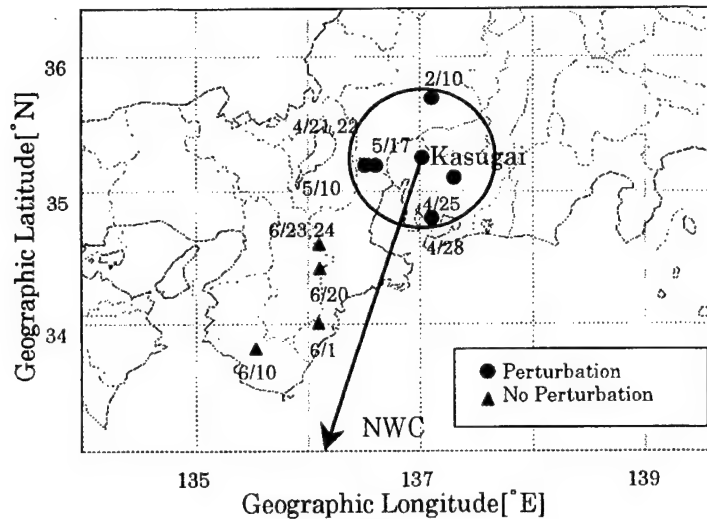 Geographic Latitude[°N]
36
35
34
2/10
4/21,22
5/17
Kasugai
5/10
4/25
6/23,24
4/28
6/20
6/1
6/10
NWC
Perturbation
No Perturbation
135
137
139
Geographic Longitude[°E]